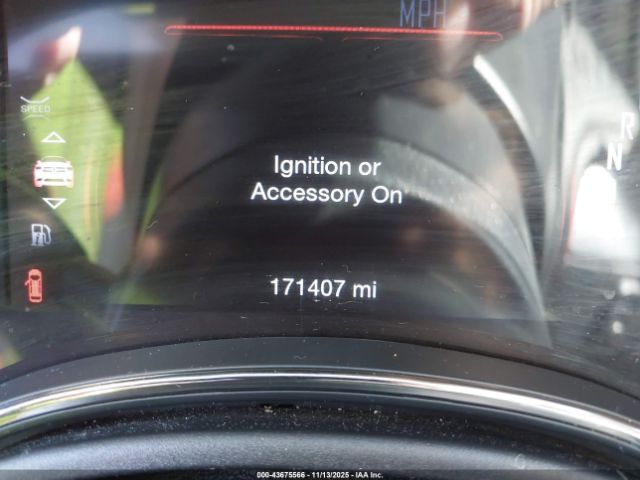 MPH
SPEED
R
N
Ignition or
Accessory On
171407 mi
000-43675566 - 11/13/2025 - IAA Inc.